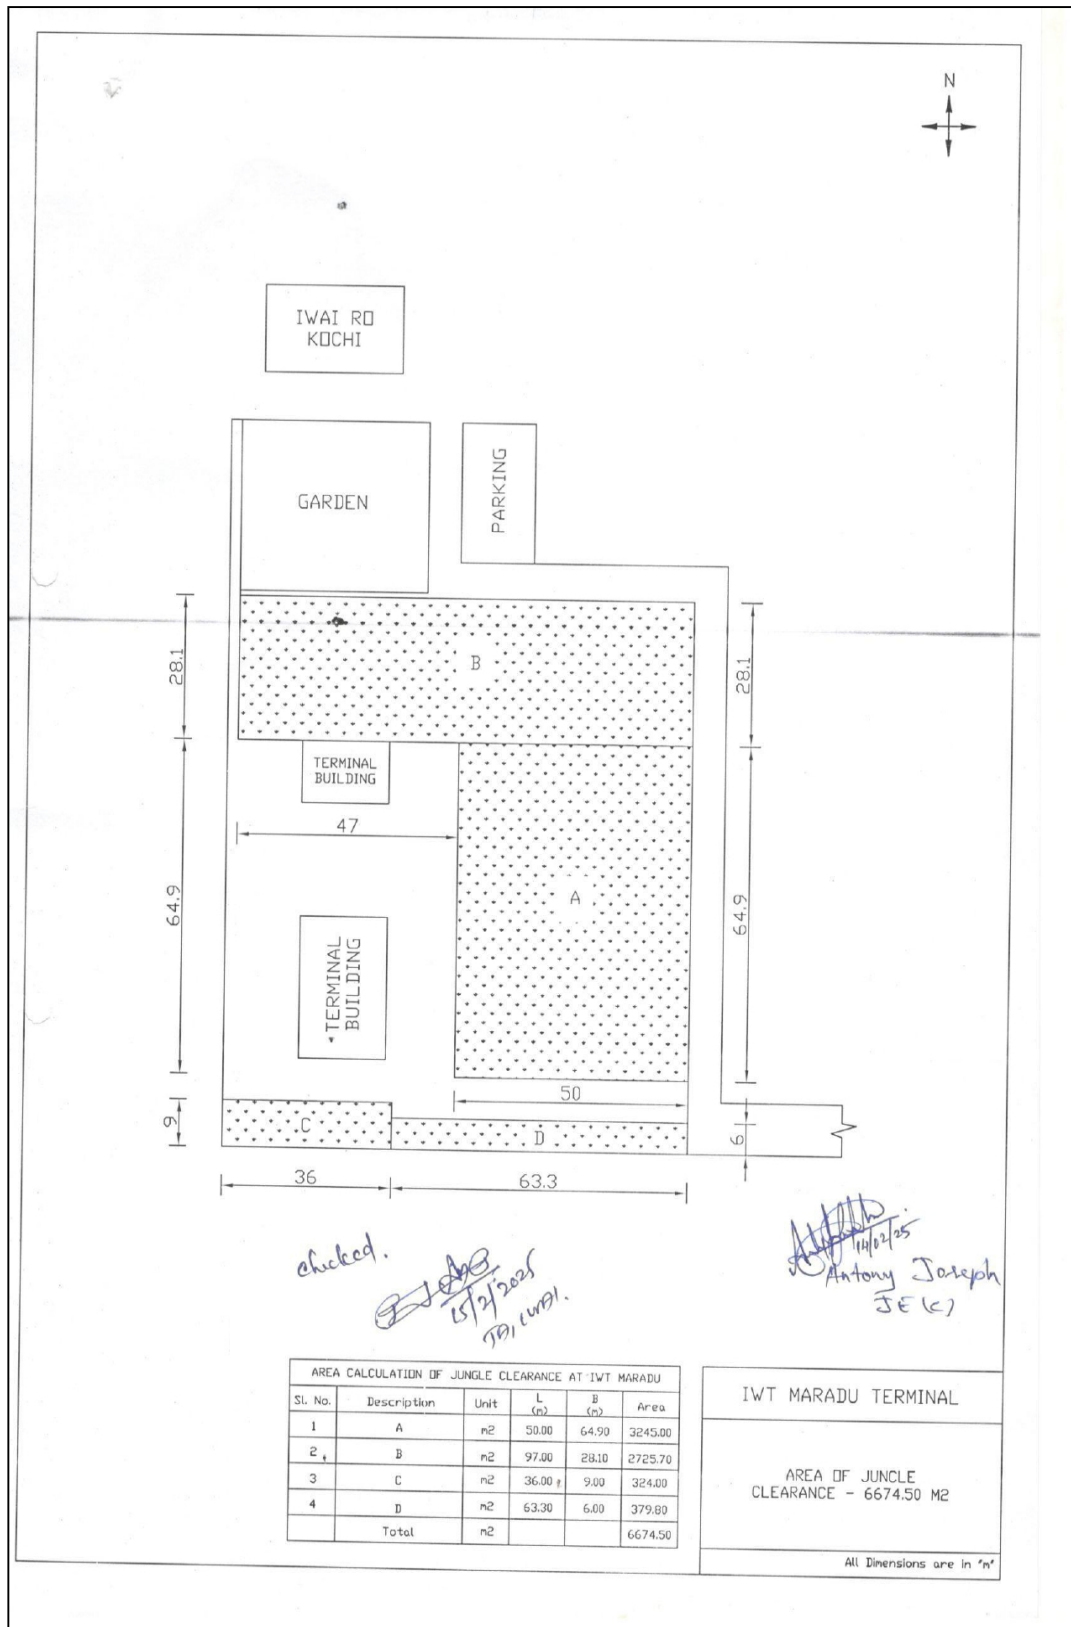 N
IWAI RO
KOCHI
GARDEN
PARKING
28.1
B
28.1
TERMINAL
BUILDING
47
64.9
A
64.9
TERMINAL
BUILDING
50
9
C
D
6
36
63.3
checked.
15/2/2025
14/02/25
Antony Joseph
JE (C)
AREA CALCULATION OF JUNGLE CLEARANCE AT IWT MARADU
Sl. No. Description Unit L (m) B (m) Area
1 A m2 50.00 64.90 3245.00
2 B m2 97.00 28.10 2725.70
3 C m2 36.00 9.00 324.00
4 D m2 63.30 6.00 379.80
Total m2 6674.50
IWT MARADU TERMINAL
AREA OF JUNCLE
CLEARANCE - 6674.50 M2
All Dimensions are in "m"